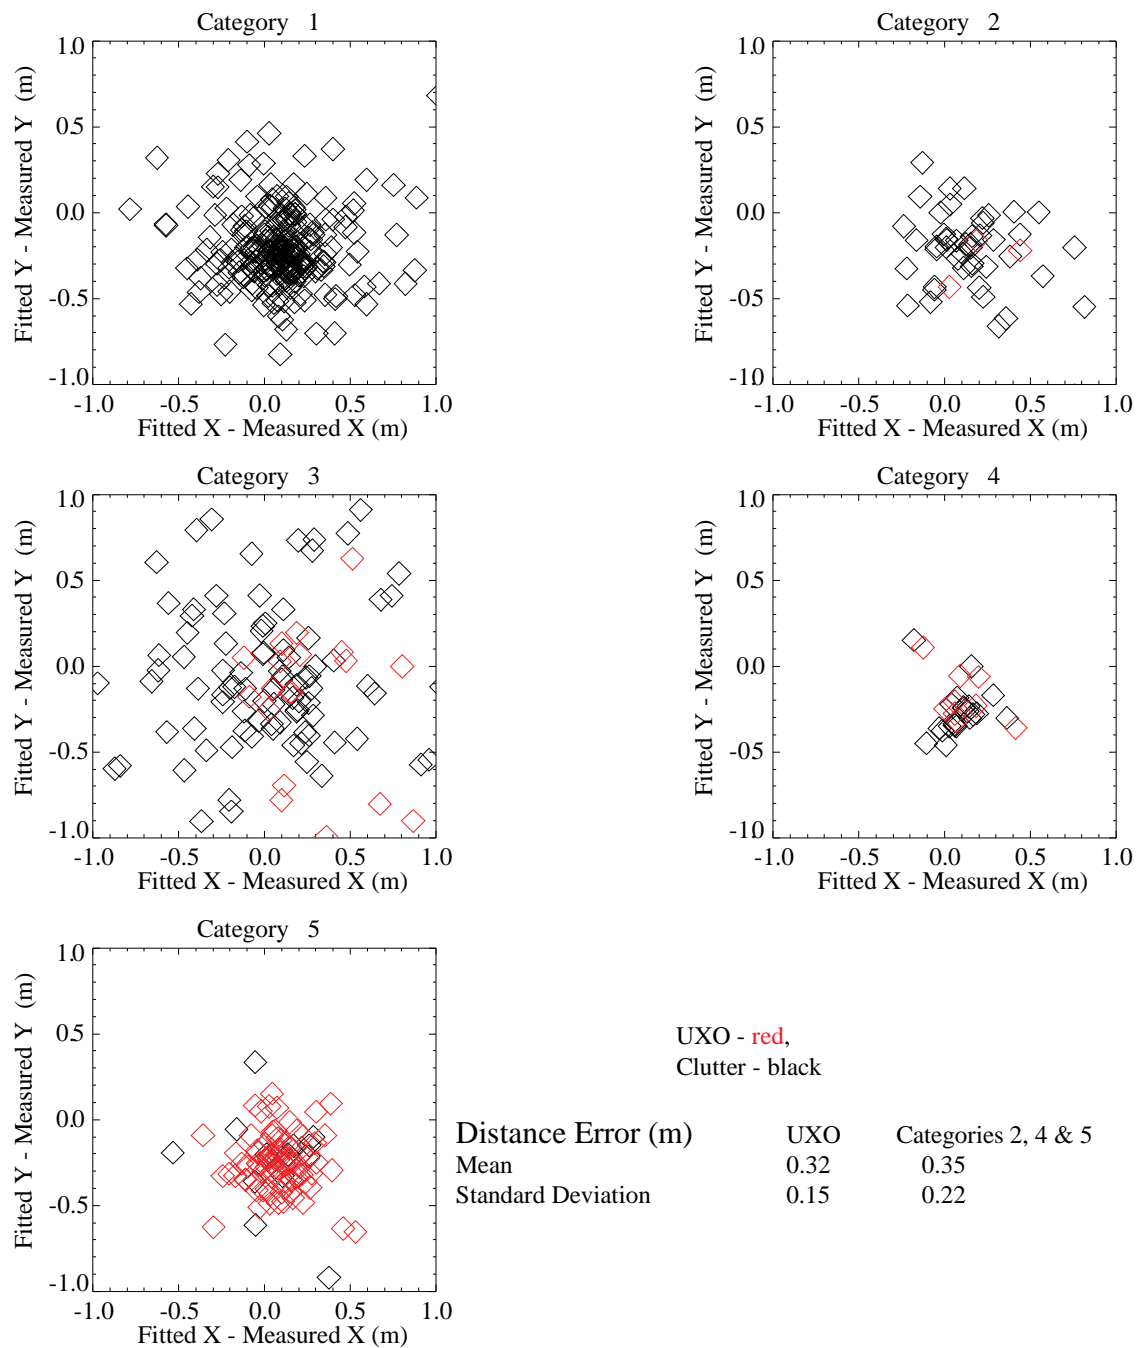 Category 1
1.0
0.5
0.0
-0.5
-1.0
Fitted Y - Measured Y (m)
-1.0 -0.5 0.0 0.5 1.0
Fitted X - Measured X (m)
Category 2
1.0
0.5
0.0
-0.5
-10
Fitted Y - Measured Y (m)
-1.0 -0.5 0.0 0.5 1.0
Fitted X - Measured X (m)
Category 3
1.0
0.5
0.0
-0.5
-1.0
Fitted Y - Measured Y (m)
-1.0 -0.5 0.0 0.5 1.0
Fitted X - Measured X (m)
Category 4
1.0
0.5
0.0
-0.5
-10
Fitted Y - Measured Y (m)
-1.0 -0.5 0.0 0.5 1.0
Fitted X - Measured X (m)
Category 5
1.0
0.5
0.0
-0.5
-1.0
Fitted Y - Measured Y (m)
-1.0 -0.5 0.0 0.5 1.0
Fitted X - Measured X (m)
UXO - red,
Clutter - black
Distance Error (m) UXO Categories 2, 4 & 5
Mean 0.32 0.35
Standard Deviation 0.15 0.22